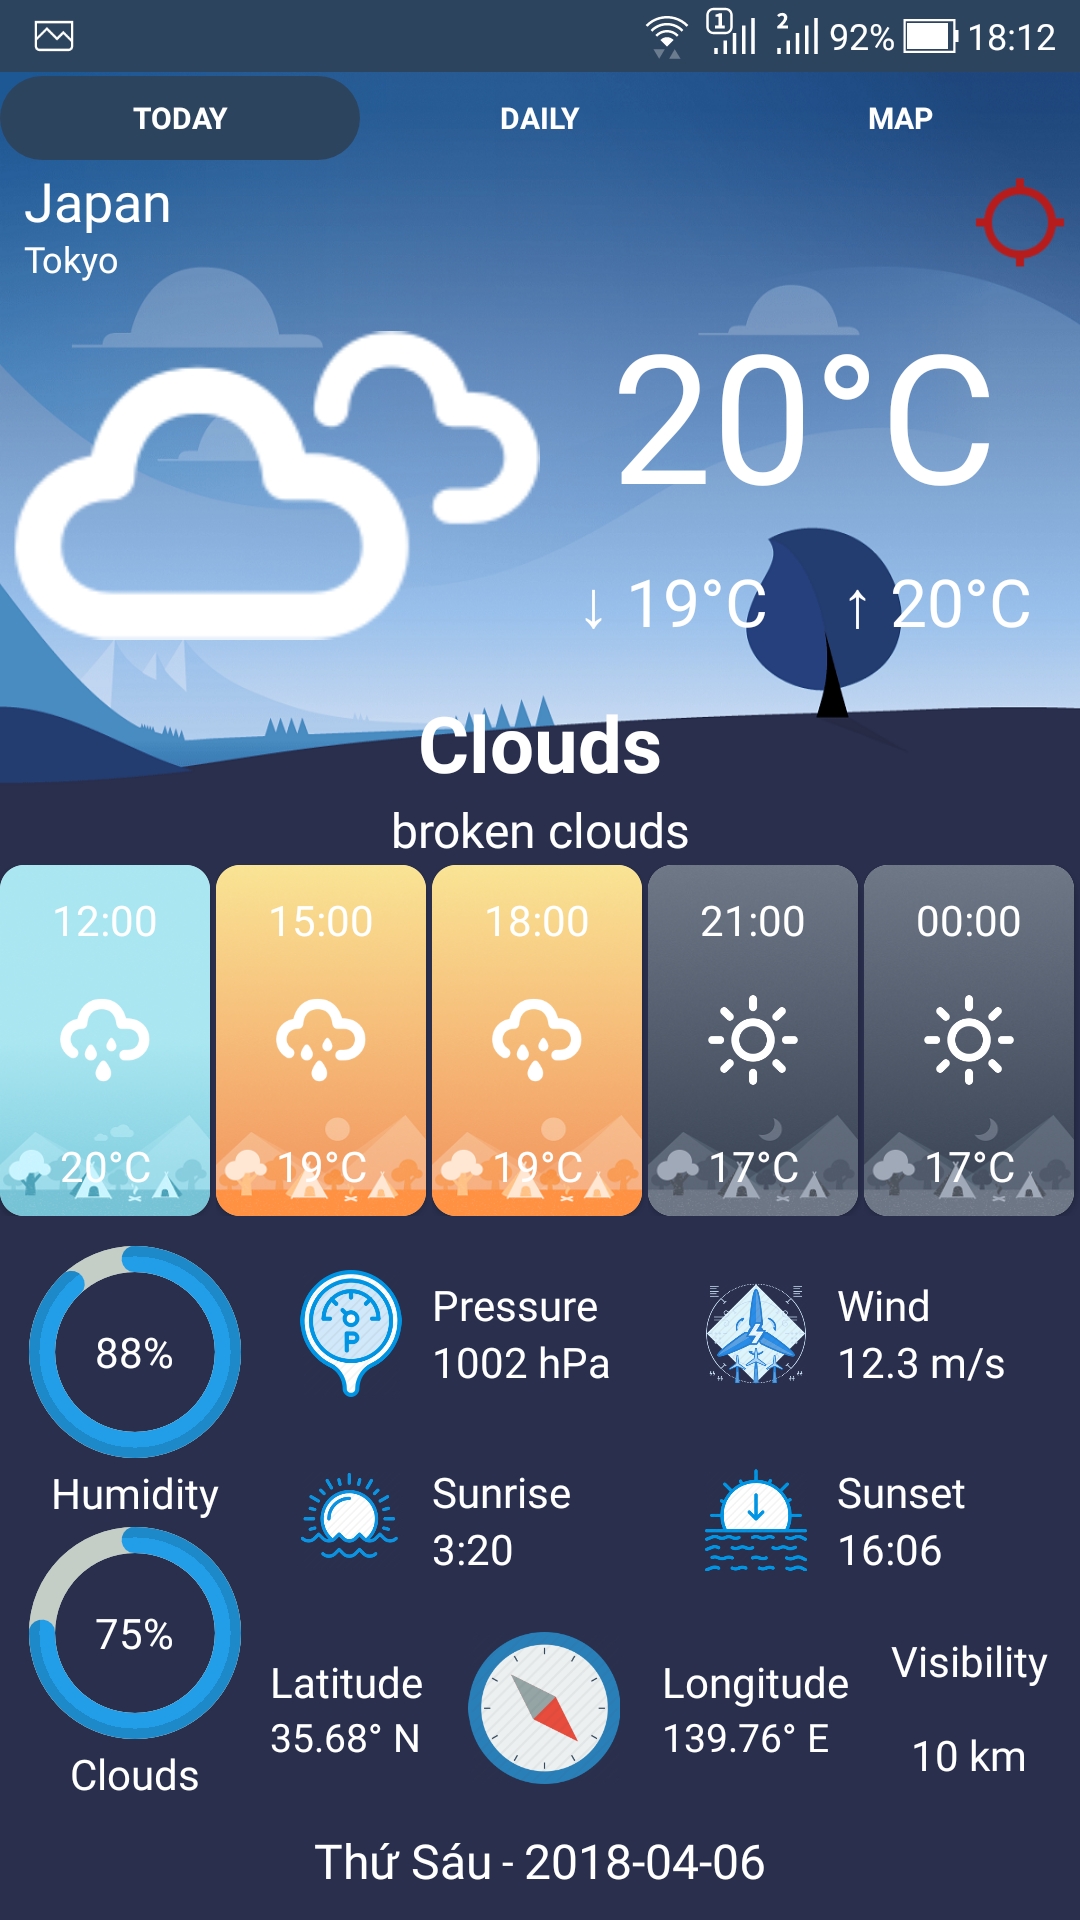 1 2 92% 18:12
TODAY DAILY MAP
Japan
Tokyo
20°C
↓ 19°C ↑ 20°C
Clouds
broken clouds
12:00 15:00 18:00 21:00 00:00
20°C 19°C 19°C 17°C 17°C
88%
Humidity
Pressure
1002 hPa
P
Wind
12.3 m/s
Sunrise
3:20
Sunset
16:06
75%
Clouds
Latitude
35.68° N
Longitude
139.76° E
Visibility
10 km
Thứ Sáu - 2018-04-06